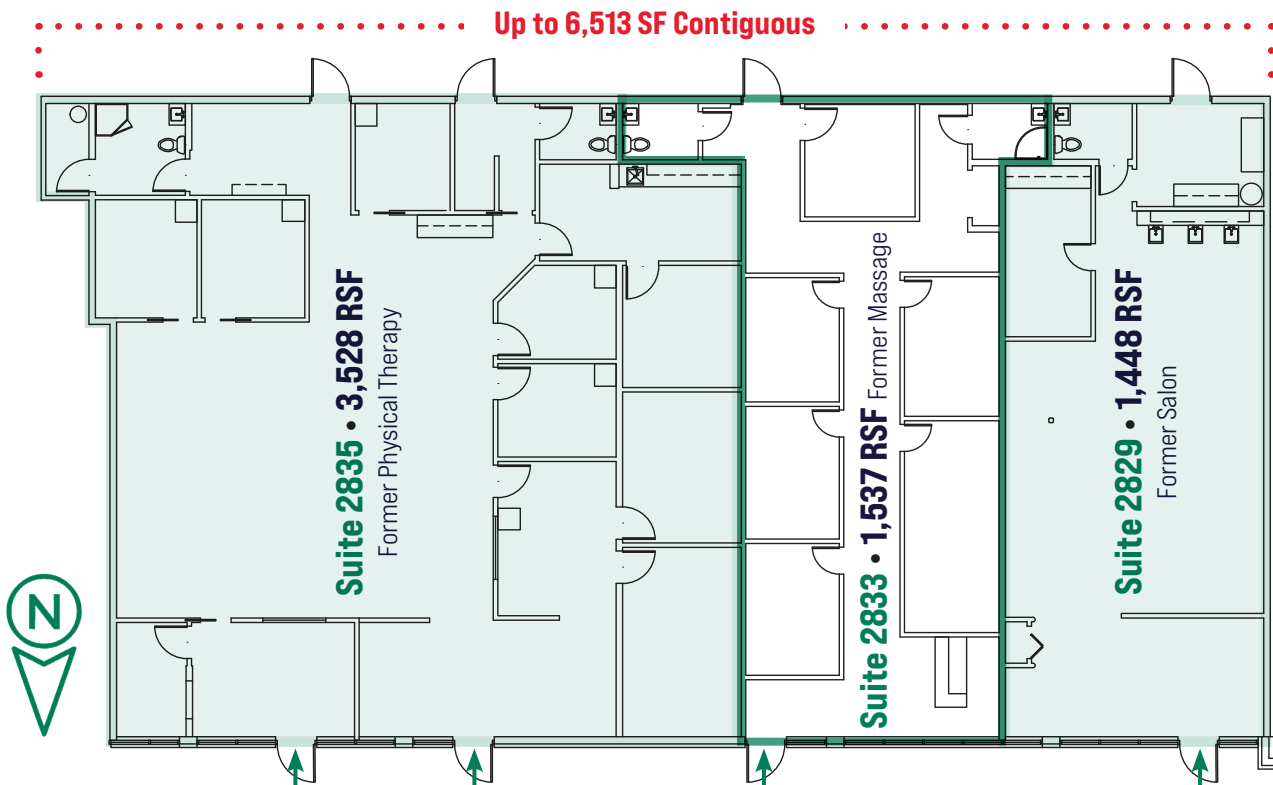 Up to 6,513 SF Contiguous
Suite 2835 • 3,528 RSF
Former Physical Therapy
Suite 2833 • 1,537 RSF Former Massage
Suite 2829 • 1,448 RSF
Former Salon
N